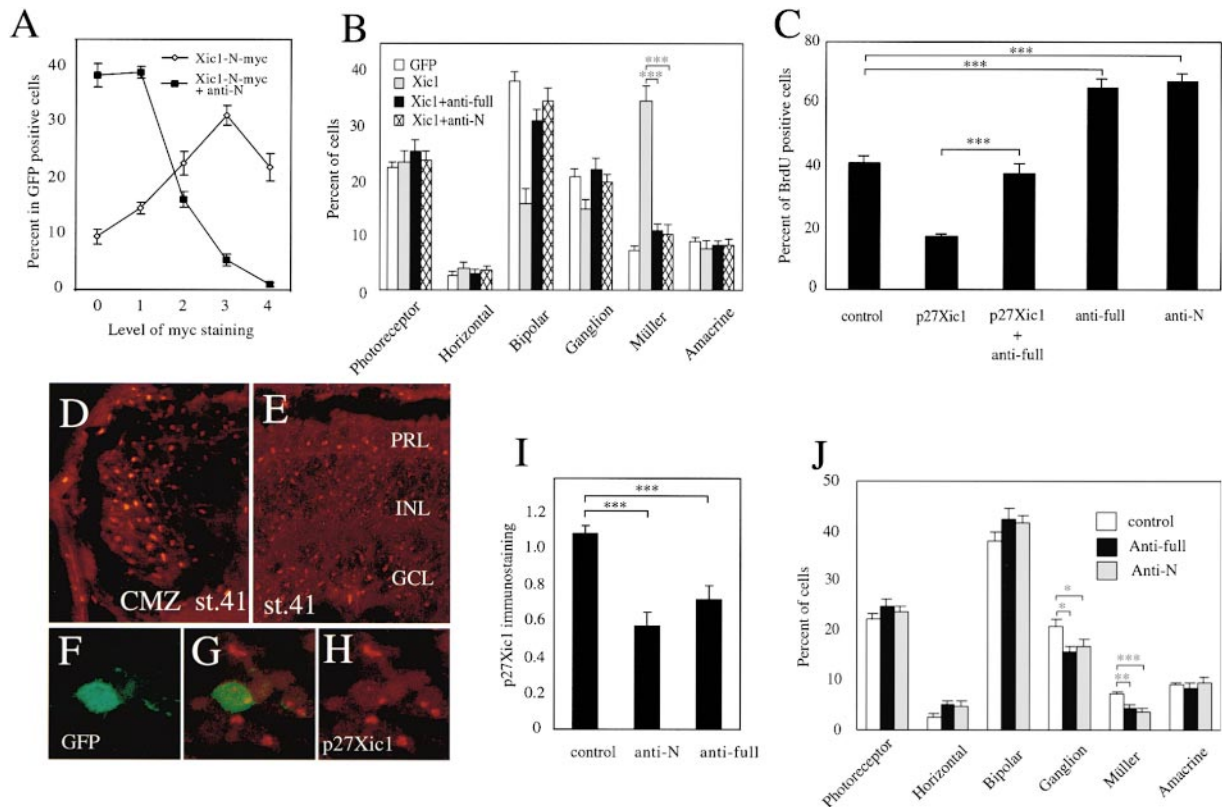 A
Percent in GFP positive cells
40
30
20
10
0
0 1 2 3 4
Level of myc staining
Xic1-N-myc
Xic1-N-myc
+ anti-N
B
Percent of cells
40
30
20
10
0
GFP
Xic1
Xic1+anti-full
Xic1+anti-N
***
***
Photoreceptor
Horizontal
Bipolar
Ganglion
Müller
Amacrine
C
Percent of BrdU positive cells
80
60
40
20
0
***
***
***
control
p27Xic1
p27Xic1
+
anti-full
anti-full
anti-N
D
CMZ st.41
E
PRL
INL
GCL
st.41
F
GFP
G
H
p27Xic1
I
p27Xic1 immunostaining
1.2
1.0
0.8
0.6
0.4
0.2
0
***
***
control anti-N anti-full
J
Percent of cells
50
40
30
20
10
0
control
Anti-full
Anti-N
*
*
***
**
Photoreceptor
Horizontal
Bipolar
Ganglion
Müller
Amacrine